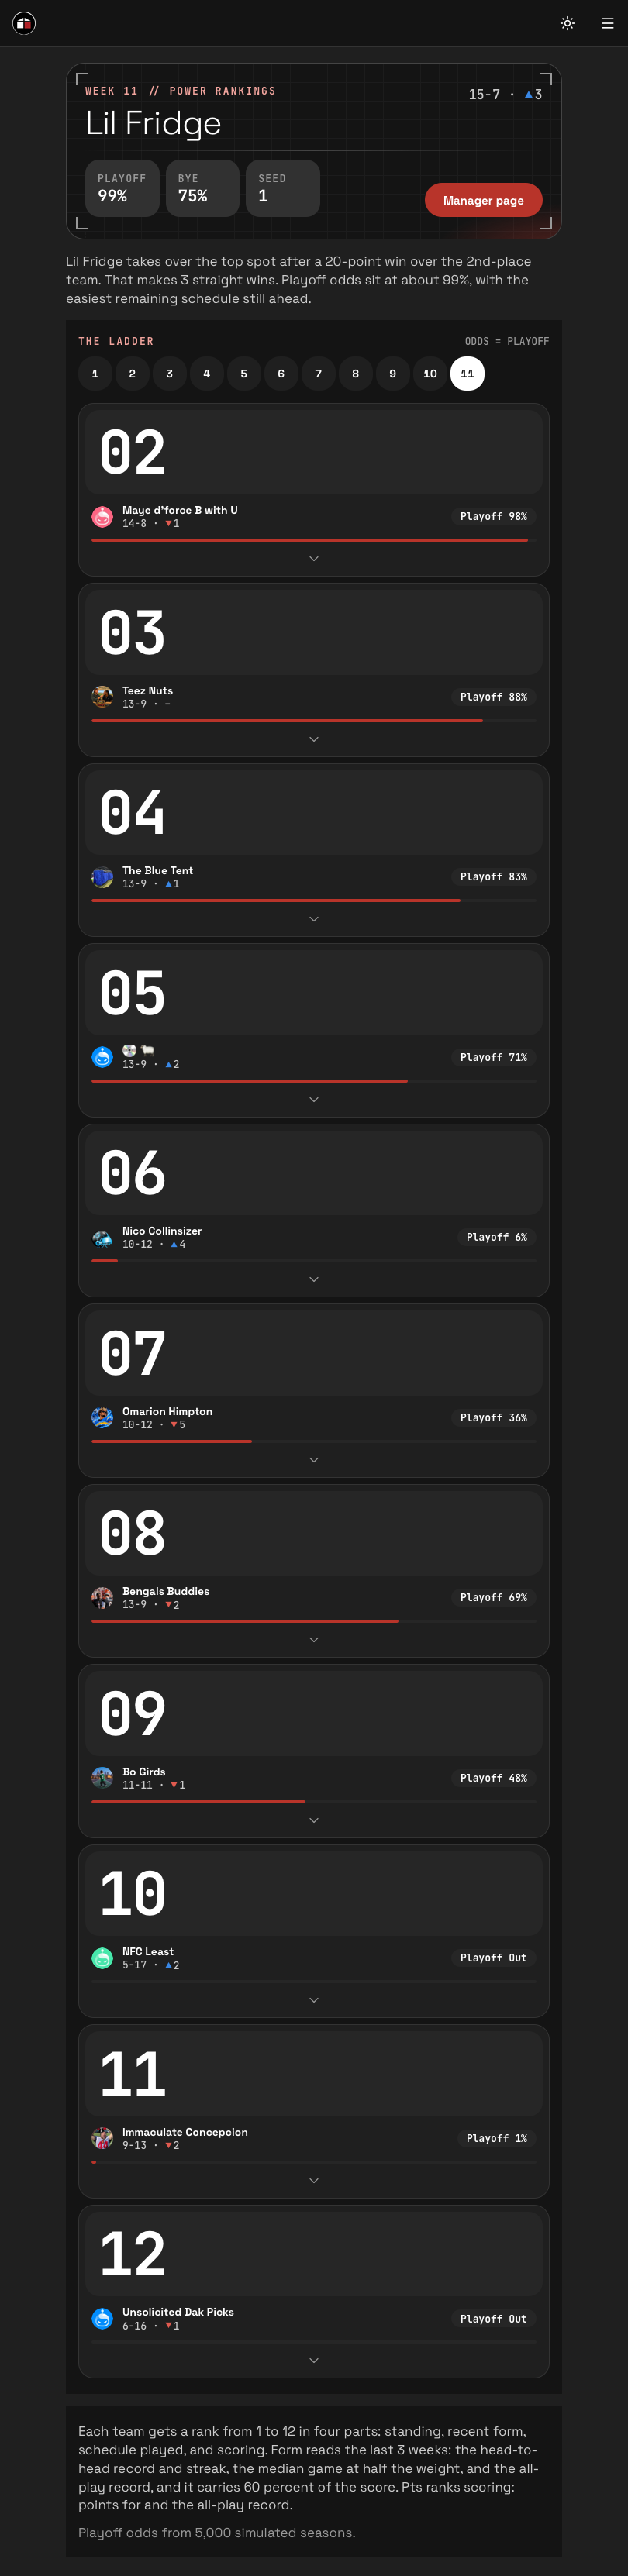 WEEK 11 // POWER RANKINGS
15-7 · ▲3
Lil Fridge
PLAYOFF
99%
BYE
75%
SEED
1
Manager page
Lil Fridge takes over the top spot after a 20-point win over the 2nd-place
team. That makes 3 straight wins. Playoff odds sit at about 99%, with the
easiest remaining schedule still ahead.
THE LADDER
ODDS = PLAYOFF
1 2 3 4 5 6 7 8 9 10 11
02
Maye d'force B with U
14-8 · ▼1
Playoff 98%
03
Teez Nuts
13-9 · –
Playoff 88%
04
The Blue Tent
13-9 · ▲1
Playoff 83%
05
💿 🐑
13-9 · ▲2
Playoff 71%
06
Nico Collinsizer
10-12 · ▲4
Playoff 6%
07
Omarion Himpton
10-12 · ▼5
Playoff 36%
08
Bengals Buddies
13-9 · ▼2
Playoff 69%
09
Bo Girds
11-11 · ▼1
Playoff 48%
10
NFC Least
5-17 · ▲2
Playoff Out
11
Immaculate Concepcion
9-13 · ▼2
Playoff 1%
12
Unsolicited Dak Picks
6-16 · ▼1
Playoff Out
Each team gets a rank from 1 to 12 in four parts: standing, recent form,
schedule played, and scoring. Form reads the last 3 weeks: the head-to-
head record and streak, the median game at half the weight, and the all-
play record, and it carries 60 percent of the score. Pts ranks scoring:
points for and the all-play record.
Playoff odds from 5,000 simulated seasons.